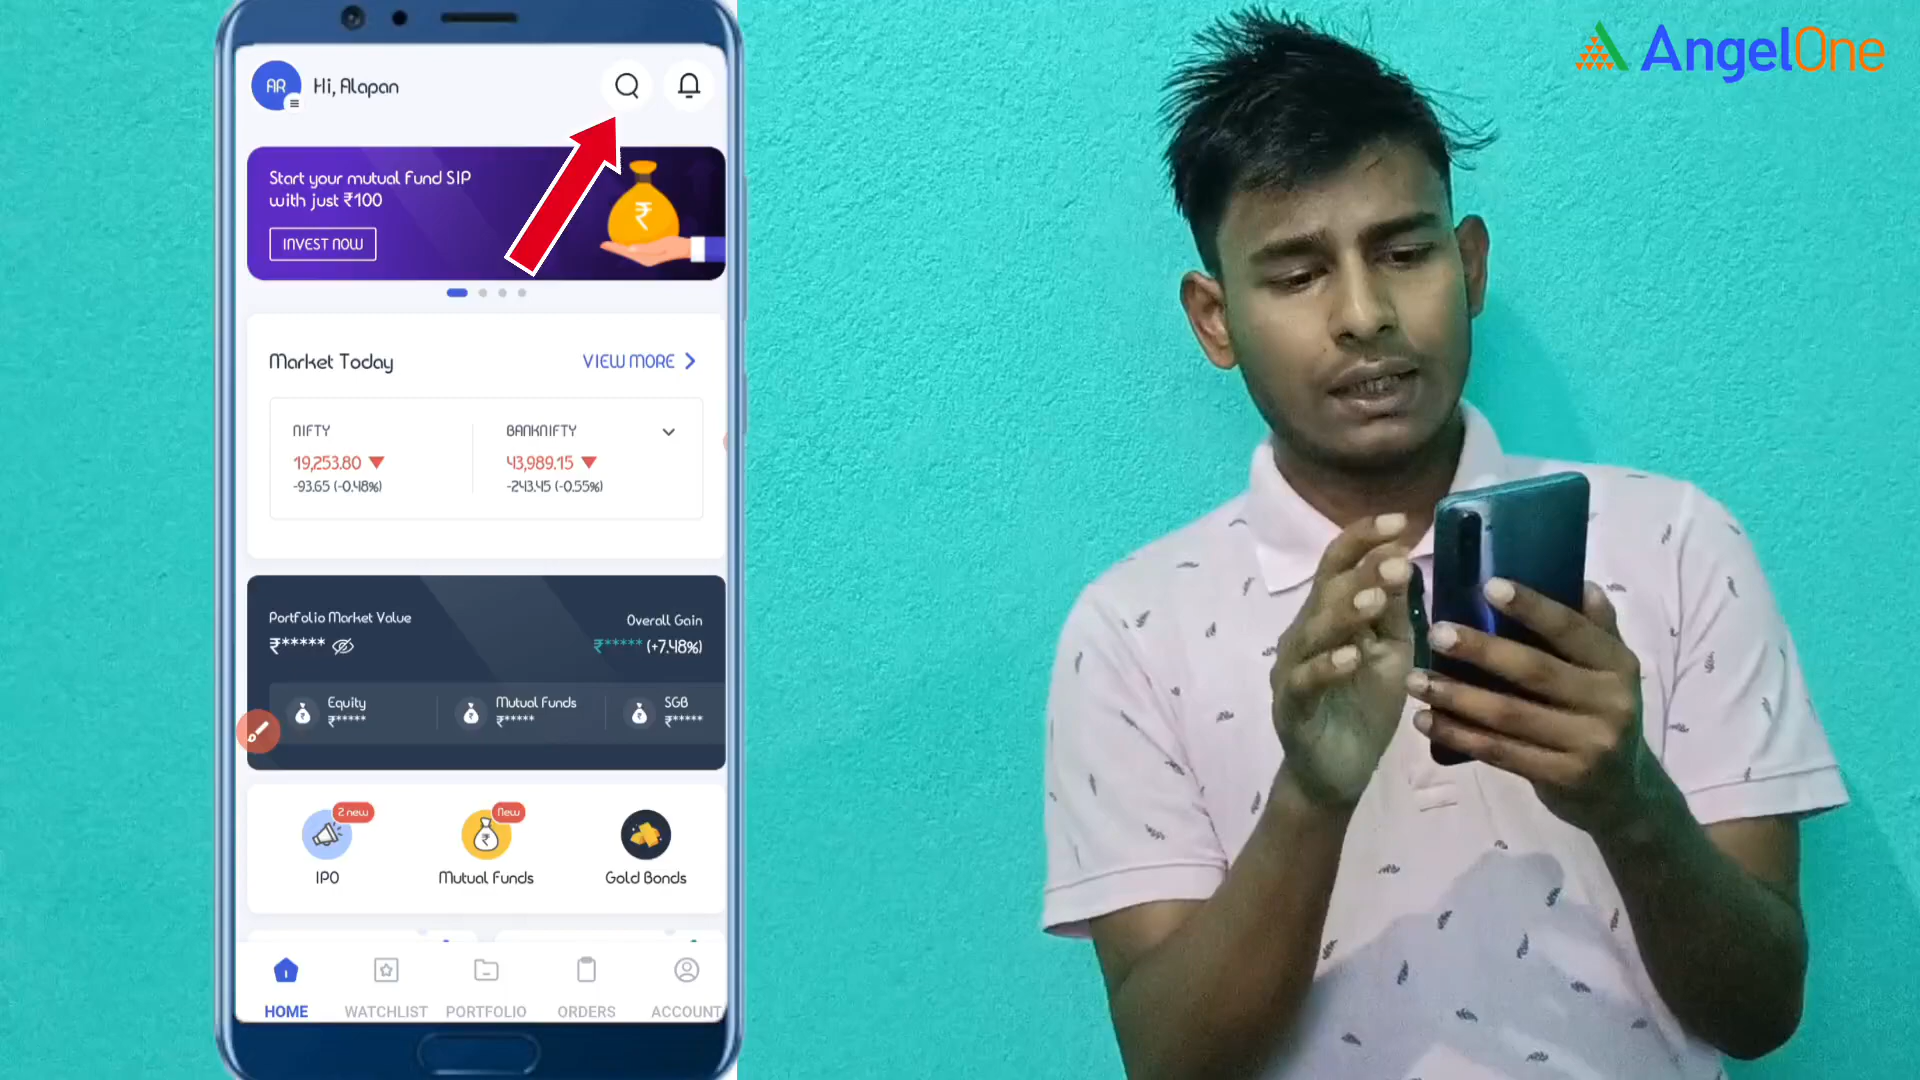 AngelOne
AR
Hi, Alapan
Start your mutual Fund SIP
with just ₹100
INVEST NOW
Market Today
VIEW MORE
NIFTY
19,253.80
-93.65 (-0.48%)
BANKNIFTY
43,989.15
-243.45 (-0.55%)
Portfolio Market Value
₹*****
Overall Gain
₹***** (+7.48%)
Equity
₹*****
Mutual Funds
₹*****
SGB
₹*****
2 new
IPO
New
Mutual Funds
Gold Bonds
HOME
WATCHLIST
PORTFOLIO
ORDERS
ACCOUNT